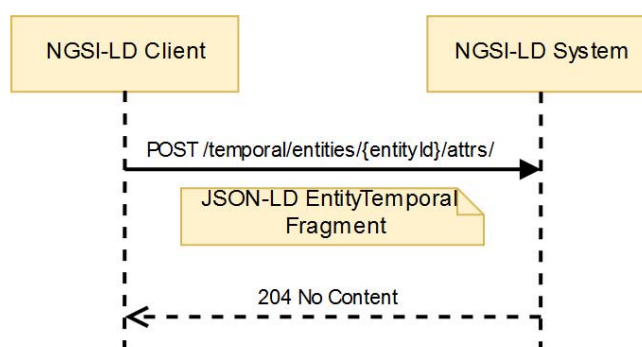 NGSI-LD Client
NGSI-LD System
POST /temporal/entities/{entityId}/attrs/
JSON-LD EntityTemporal
Fragment
204 No Content